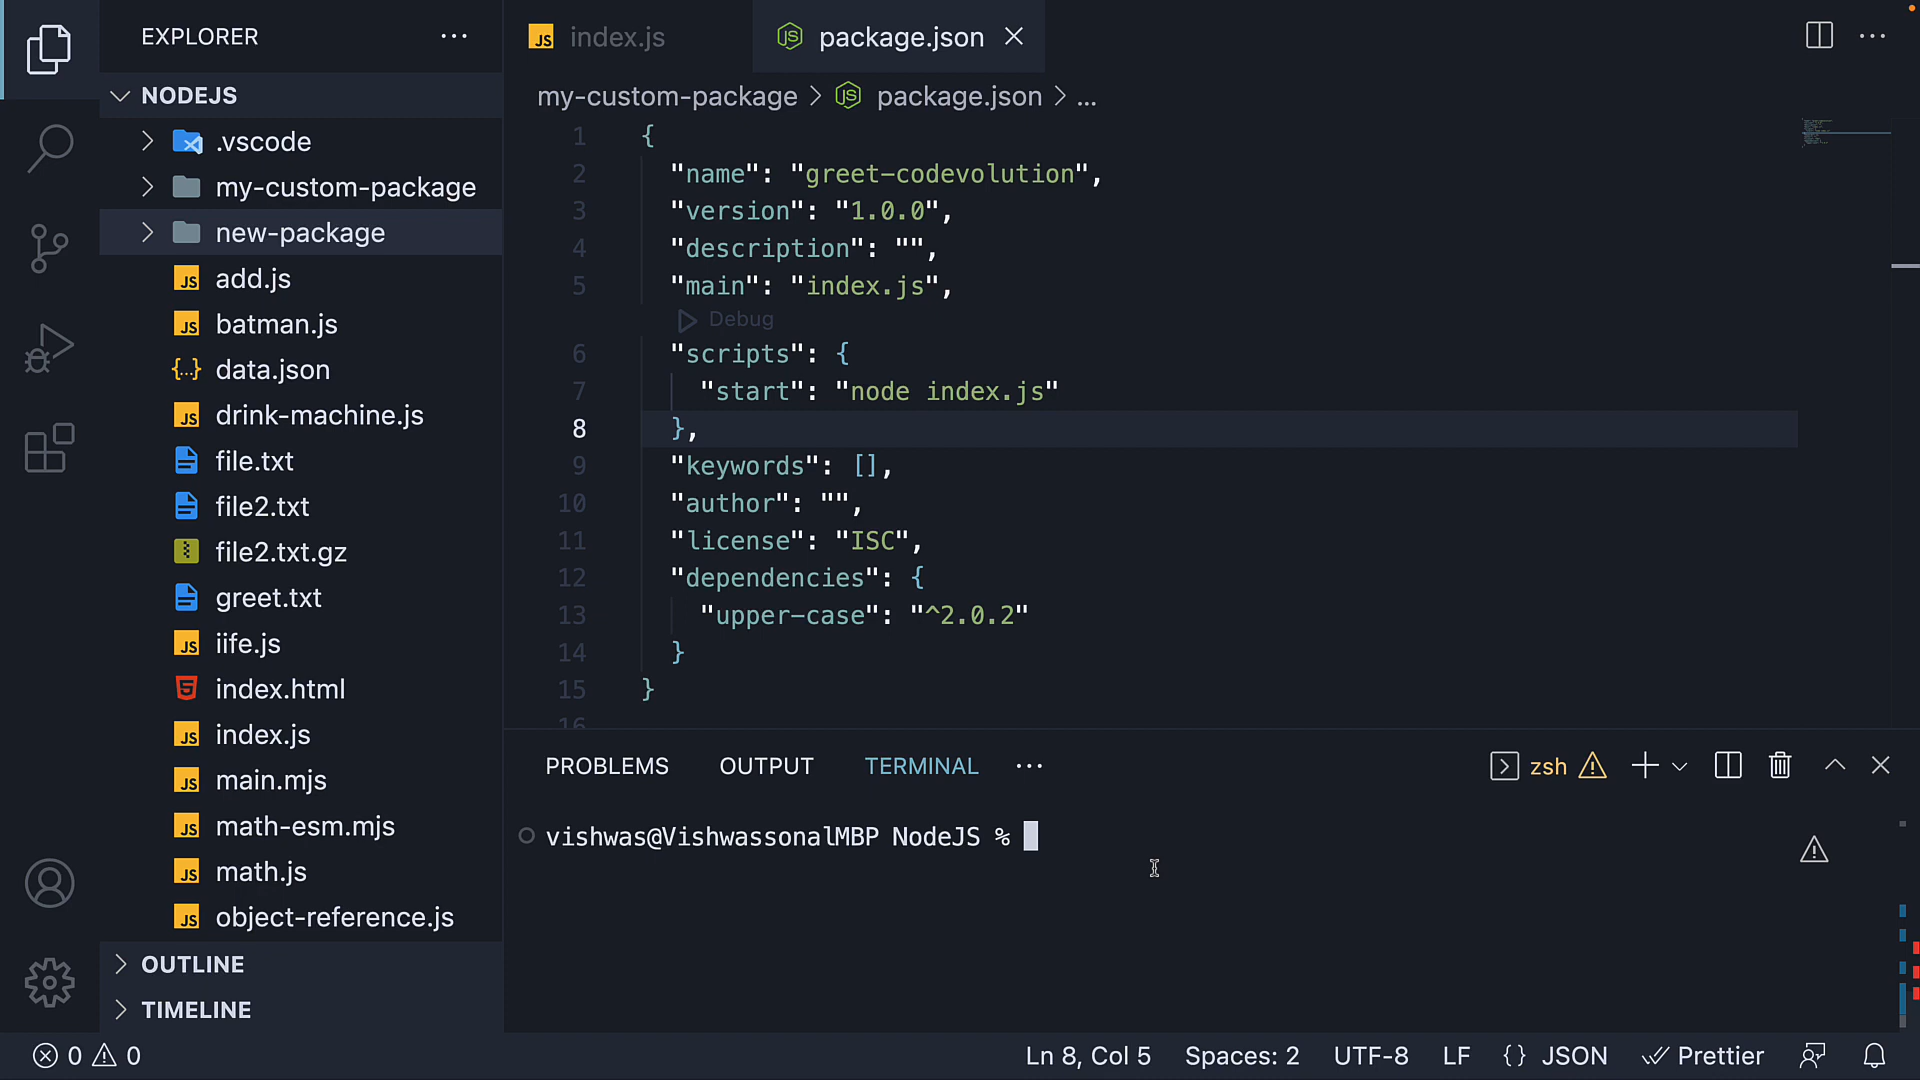 EXPLORER
NODEJS
.vscode
my-custom-package
new-package
add.js
batman.js
data.json
drink-machine.js
file.txt
file2.txt
file2.txt.gz
greet.txt
iife.js
index.html
index.js
main.mjs
math-esm.mjs
math.js
object-reference.js
OUTLINE
TIMELINE
JS index.js
package.json
my-custom-package > package.json > ...
1 {
2 "name": "greet-codevolution",
3 "version": "1.0.0",
4 "description": "",
5 "main": "index.js",
Debug
6 "scripts": {
7 "start": "node index.js"
8 },
9 "keywords": [],
10 "author": "",
11 "license": "ISC",
12 "dependencies": {
13 "upper-case": "^2.0.2"
14 }
15 }
16
PROBLEMS OUTPUT TERMINAL ...
zsh
vishwas@VishwassonalMBP NodeJS %
0 0
Ln 8, Col 5 Spaces: 2 UTF-8 LF {} JSON Prettier